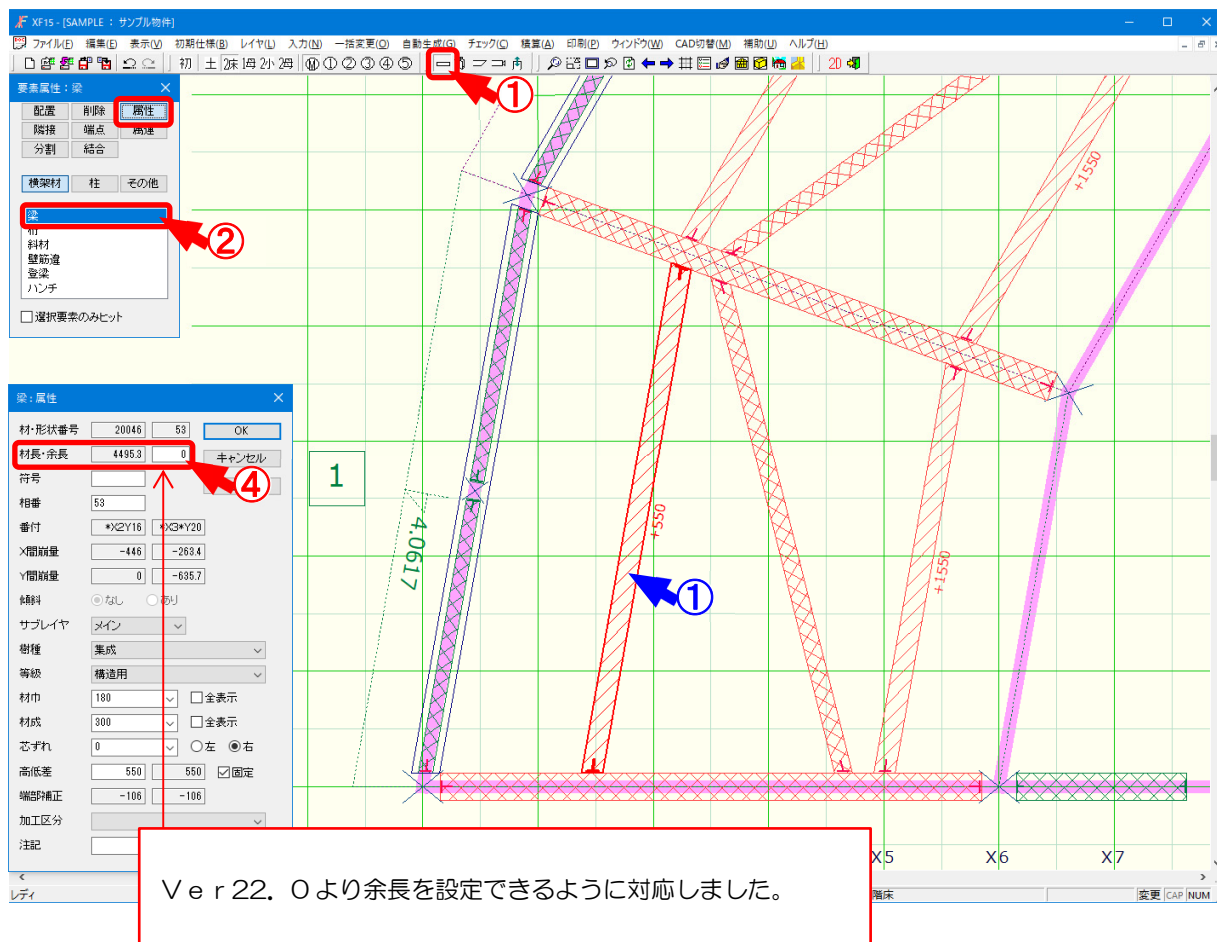 XF15 - [SAMPLE : サンプル物件]
ファイル(F) 編集(E) 表示(V) 初期仕様(B) レイヤ(L) 入力(N) 一括変更(O) 自動生成(G) チェック(C) 積算(A) 印刷(P) ウィンドウ(W) CAD切替(M) 補助(U) ヘルプ(H)
初 土 2床 1母 2小 2母 Ⓜ ① ② ③ ④ ⑤ 2D
①
要素属性:梁
配置 削除 属性
隣接 端点 属連
分割 結合
横架材 柱 その他
梁
②
桁
斜材
壁筋違
登梁
ハンチ
選択要素のみヒット
+1550
梁:属性
材・形状番号 20046 53 OK
材長・余長 4495.3 0 キャンセル
④
符号
相番 53
番付 *X2Y16 *X3*Y20
X間崩量 -446 -263.4
Y間崩量 0 -635.7
傾斜 なし あり
サブレイヤ メイン
樹種 集成
等級 構造用
材巾 180 全表示
材成 300 全表示
芯ずれ 0 左 右
高低差 550 550 固定
端部補正 -106 -106
加工区分
注記
1
4.0617
+550
①
+1550
X5 X6 X7
Ver22.0より余長を設定できるように対応しました。
レディ 階床 変更 CAP NUM